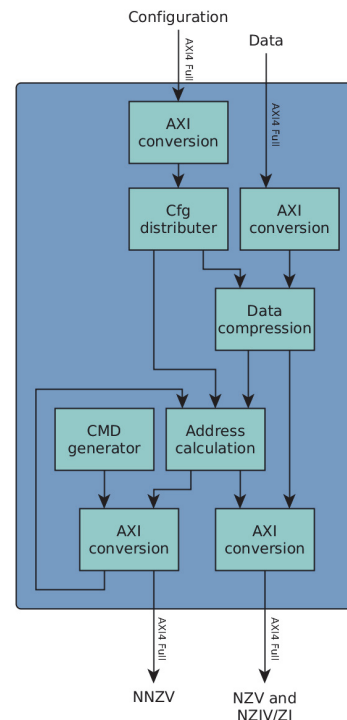 Configuration
Data
AXI4 Full
AXI4 Full
AXI
conversion
Cfg
distributer
AXI
conversion
Data
compression
CMD
generator
Address
calculation
AXI
conversion
AXI
conversion
AXI4 Full
AXI4 Full
NNZV
NZV and
NZIV/ZI